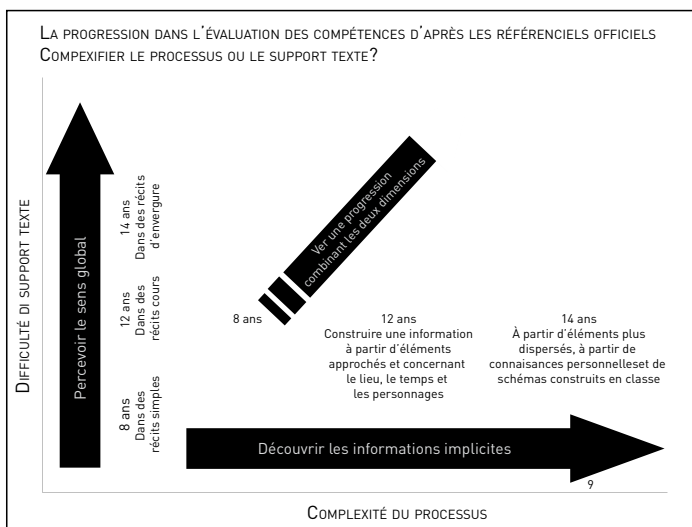 La progression dans l'évaluation des compétences d'après les référenciels officiels
Compexifier le processus ou le support texte?
Difficulté di support texte
Percevoir le sens global
14 ans
Dans des récits
d'envergure
12 ans
Dans des
récits cours
8 ans
Dans des
récits simples
Ver une progression
combinant les deux dimensions
8 ans
12 ans
Construire une information
à partir d'éléments
approchés et concernant
le lieu, le temps et
les personnages
14 ans
À partir d'éléments plus
dispersés, à partir de
connaisances personnelleset de
schémas construits en classe
Découvrir les informations implicites
9
Complexité du processus